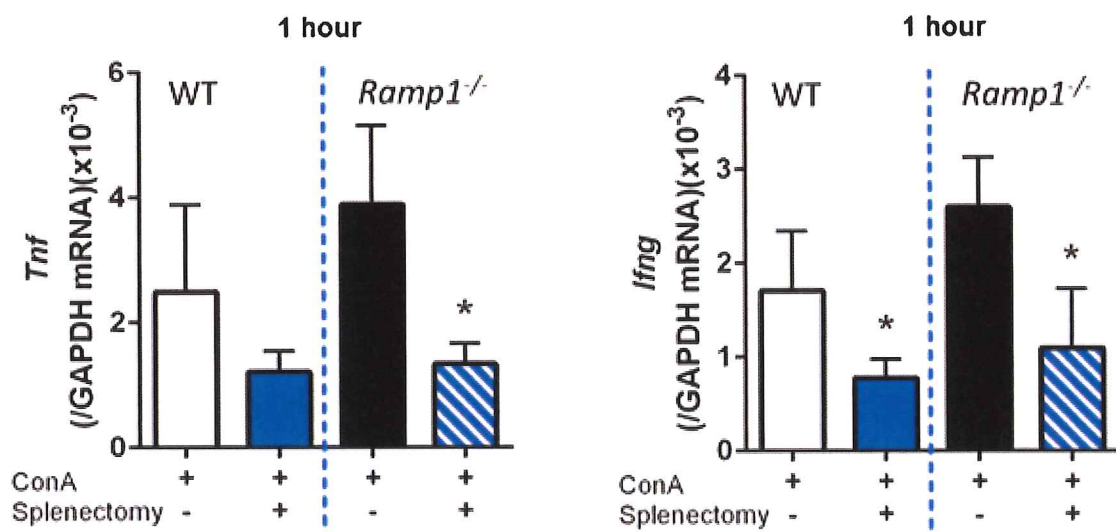 1 hour
WT
Ramp1-/-
Tnf
(/GAPDH mRNA)(x10-3)
6
4
2
0
*
ConA + + + +
Splenectomy - + - +
1 hour
WT
Ramp1-/-
Ifng
(/GAPDH mRNA)(x10-3)
4
3
2
1
0
*
*
ConA + + + +
Splenectomy - + - +